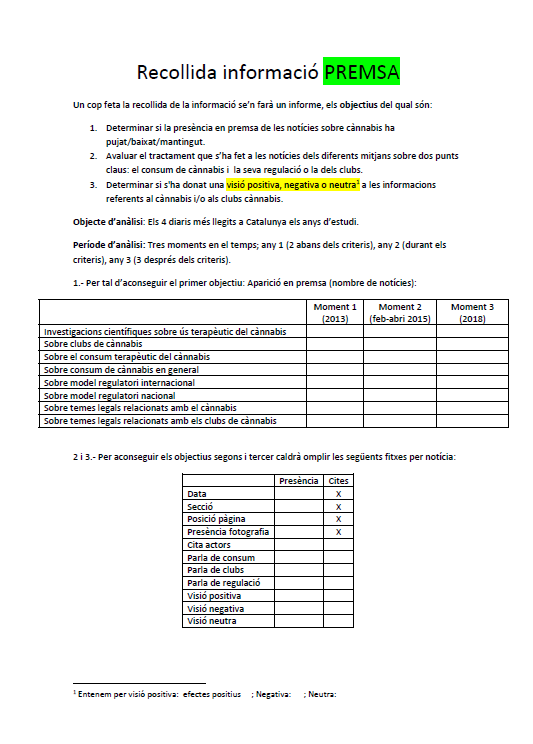 Recollida informació PREMSA
Un cop feta la recollida de la informació se'n farà un informe, els objectius del qual són:
1. Determinar si la presència en premsa de les notícies sobre cànnabis ha
pujat/baixat/mantingut.
2. Avaluar el tractament que s'ha fet a les notícies dels diferents mitjans sobre dos punts
claus: el consum de cànnabis i la seva regulació o la dels clubs.
3. Determinar si s'ha donat una visió positiva, negativa o neutra¹ a les informacions
referents al cànnabis i/o als clubs cànnabis.
Objecte d'anàlisi: Els 4 diaris més llegits a Catalunya els anys d'estudi.
Període d'anàlisi: Tres moments en el temps; any 1 (2 abans dels criteris), any 2 (durant els
criteris), any 3 (3 després dels criteris).
1.- Per tal d'aconseguir el primer objectiu: Aparició en premsa (nombre de notícies):
Moment 1 Moment 2 Moment 3
(2013) (feb-abri 2015) (2018)
Investigacions científiques sobre ús terapèutic del cànnabis
Sobre clubs de cànnabis
Sobre el consum terapèutic del cànnabis
Sobre consum de cànnabis en general
Sobre model regulatori internacional
Sobre model regulatori nacional
Sobre temes legals relacionats amb el cànnabis
Sobre temes legals relacionats amb els clubs de cànnabis
2 i 3.- Per aconseguir els objectius segons i tercer caldrà omplir les següents fitxes per notícia:
Presència Cites
Data X
Secció X
Posició pàgina X
Presència fotografia X
Cita actors
Parla de consum
Parla de clubs
Parla de regulació
Visió positiva
Visió negativa
Visió neutra
¹ Entenem per visió positiva: efectes positius ; Negativa: ; Neutra: